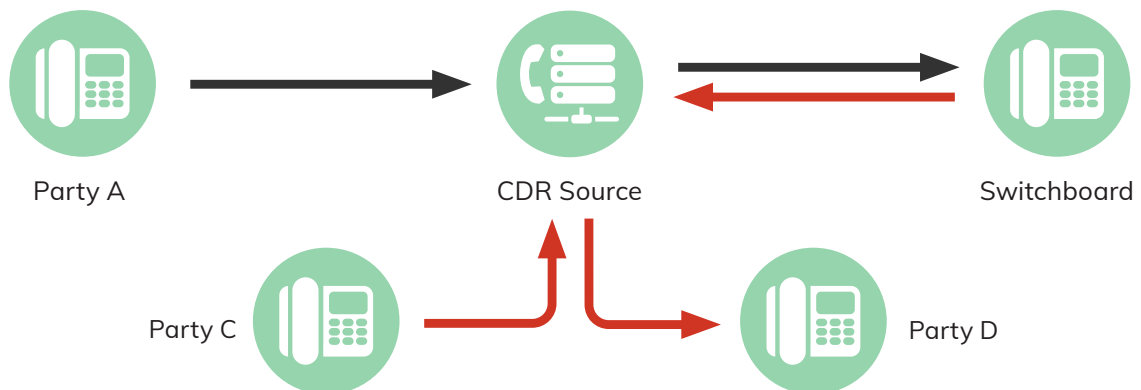 Party A
CDR Source
Switchboard
Party C
Party D